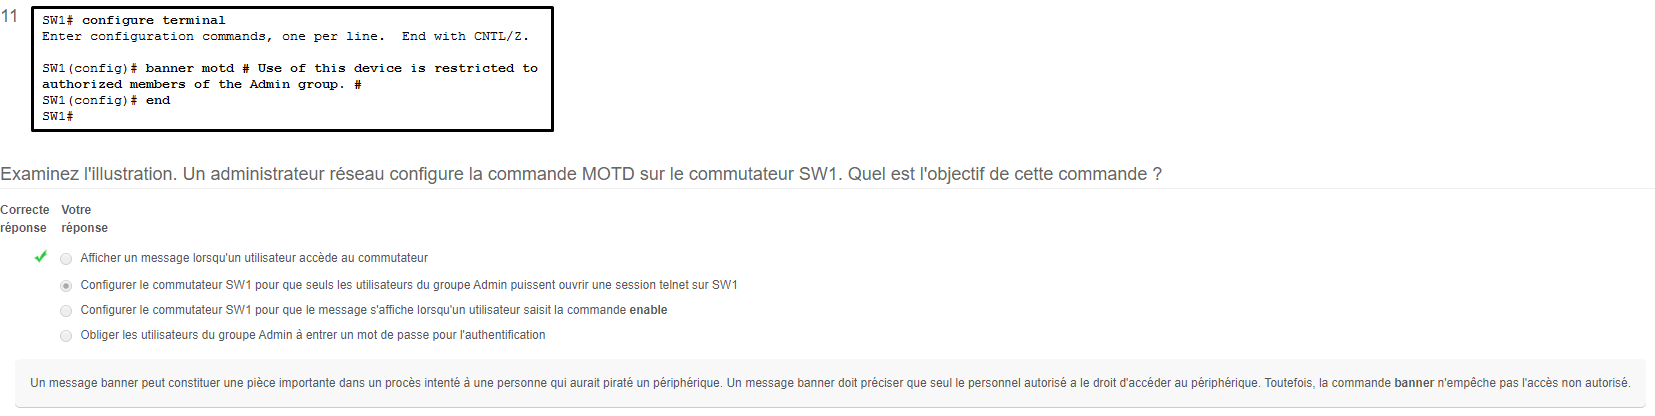 11
SW1# configure terminal
Enter configuration commands, one per line.  End with CNTL/Z.
SW1(config)# banner motd # Use of this device is restricted to
authorized members of the Admin group. #
SW1(config)# end
SW1#
Examinez l'illustration. Un administrateur réseau configure la commande MOTD sur le commutateur SW1. Quel est l'objectif de cette commande ?
Correcte Votre
réponse réponse
Afficher un message lorsqu'un utilisateur accède au commutateur
Configurer le commutateur SW1 pour que seuls les utilisateurs du groupe Admin puissent ouvrir une session telnet sur SW1
Configurer le commutateur SW1 pour que le message s'affiche lorsqu'un utilisateur saisit la commande enable
Obliger les utilisateurs du groupe Admin à entrer un mot de passe pour l'authentification
Un message banner peut constituer une pièce importante dans un procès intenté à une personne qui aurait piraté un périphérique. Un message banner doit préciser que seul le personnel autorisé a le droit d'accéder au périphérique. Toutefois, la commande banner n'empêche pas l'accès non autorisé.